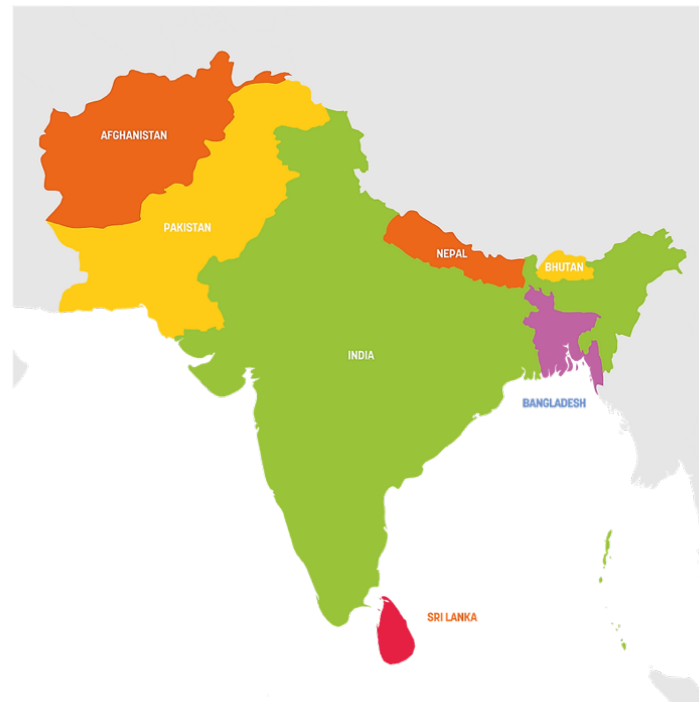 AFGHANISTAN
PAKISTAN
NEPAL
BHUTAN
INDIA
BANGLADESH
SRI LANKA